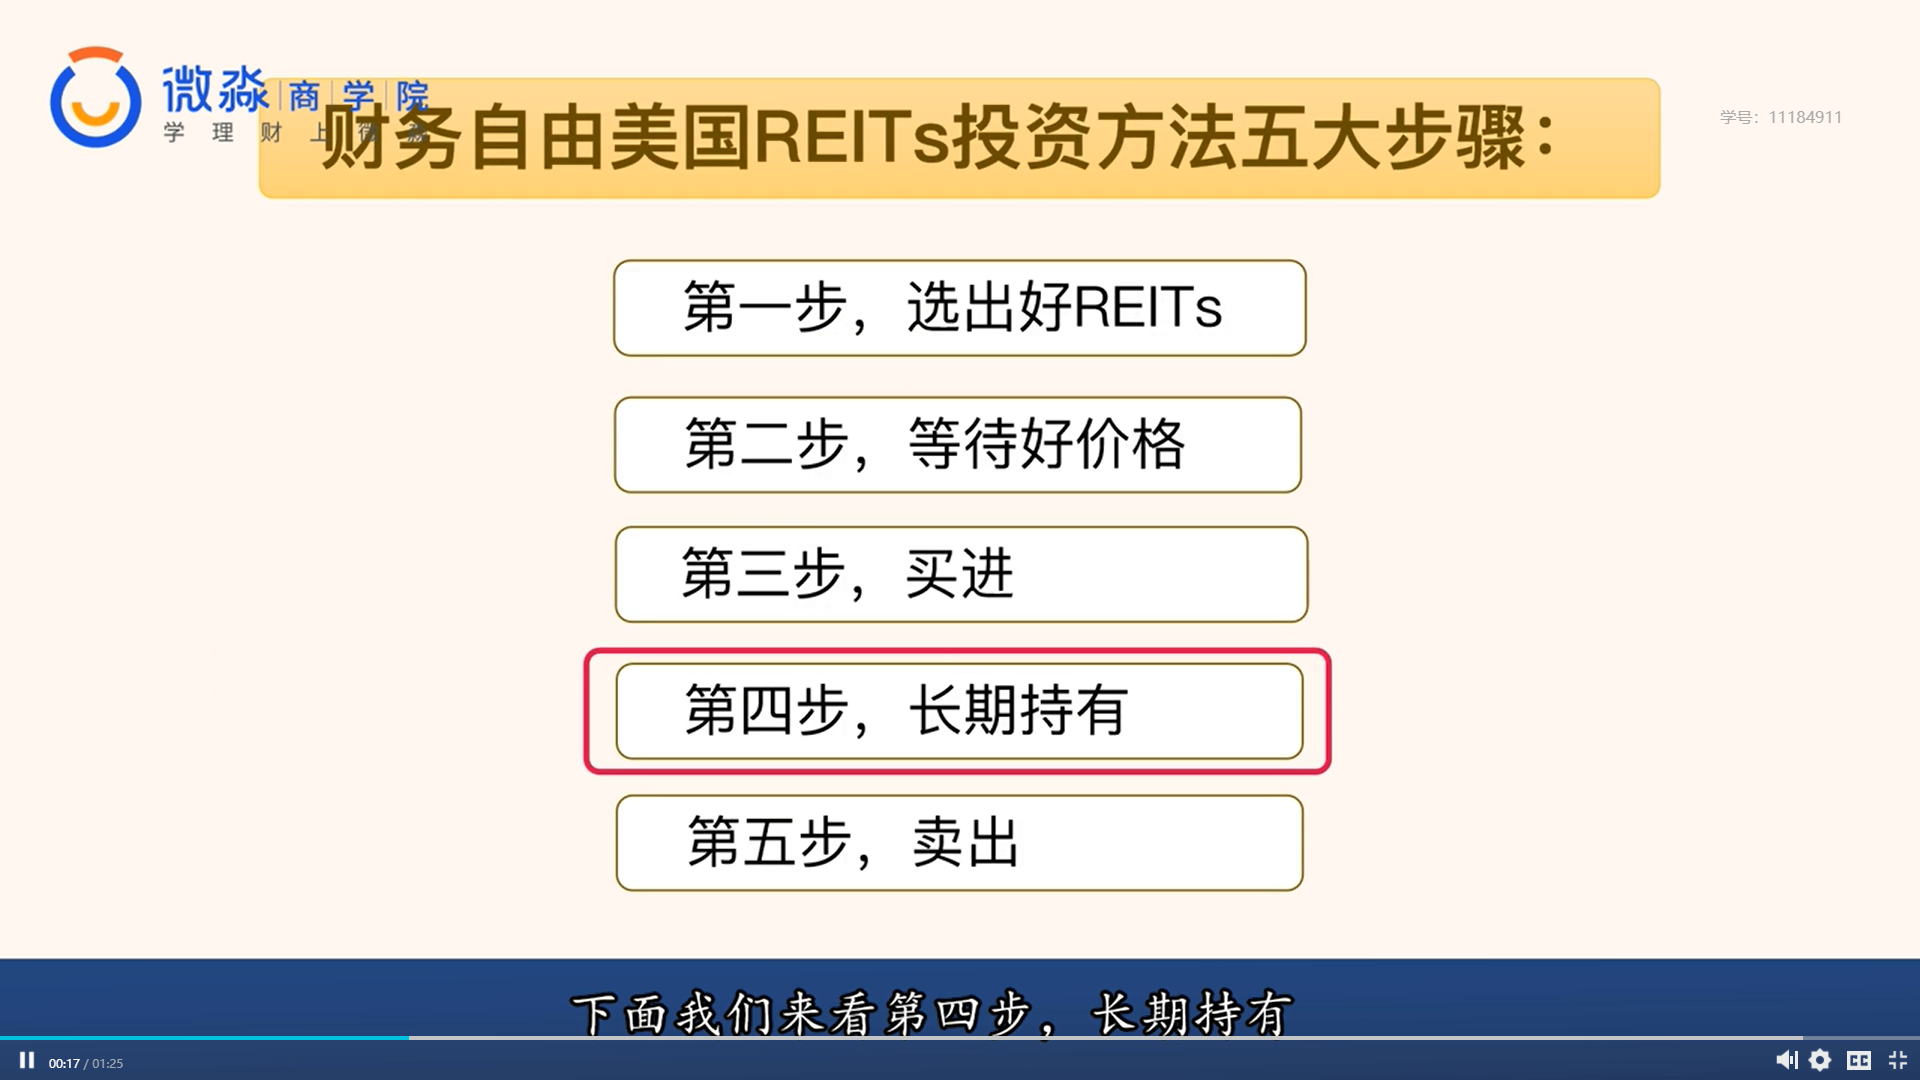 微淼商学院
学理财上微淼
学号：11184911
财务自由美国REITs投资方法五大步骤：
第一步，选出好REITs
第二步，等待好价格
第三步，买进
第四步，长期持有
第五步，卖出
下面我们来看第四步，长期持有
00:17 / 01:25
CC